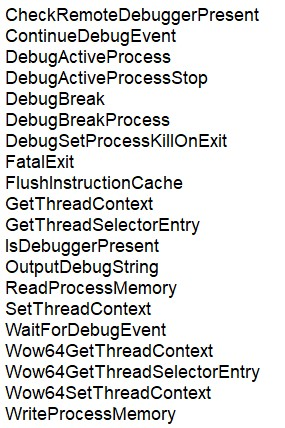 CheckRemoteDebuggerPresent
ContinueDebugEvent
DebugActiveProcess
DebugActiveProcessStop
DebugBreak
DebugBreakProcess
DebugSetProcessKillOnExit
FatalExit
FlushInstructionCache
GetThreadContext
GetThreadSelectorEntry
IsDebuggerPresent
OutputDebugString
ReadProcessMemory
SetThreadContext
WaitForDebugEvent
Wow64GetThreadContext
Wow64GetThreadSelectorEntry
Wow64SetThreadContext
WriteProcessMemory